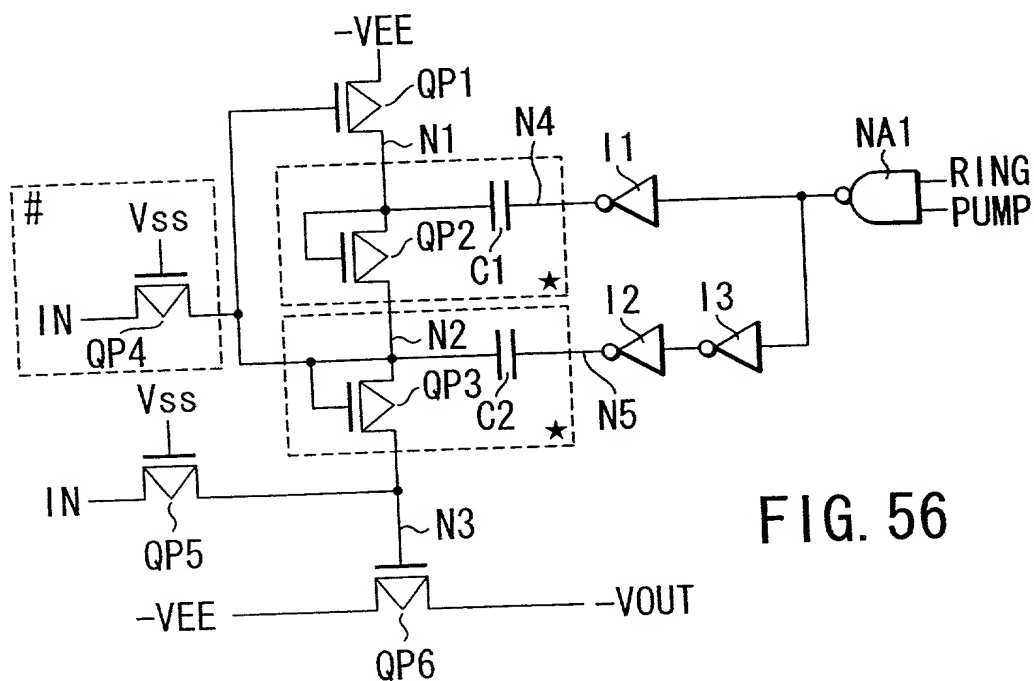 -VEE
QP1
N1
N4
I1
NA1
RING
PUMP
#
Vss
QP2
C1
★
IN
QP4
N2
I2
I3
QP3
C2
★
N5
Vss
IN
QP5
N3
FIG. 56
-VEE
-VOUT
QP6